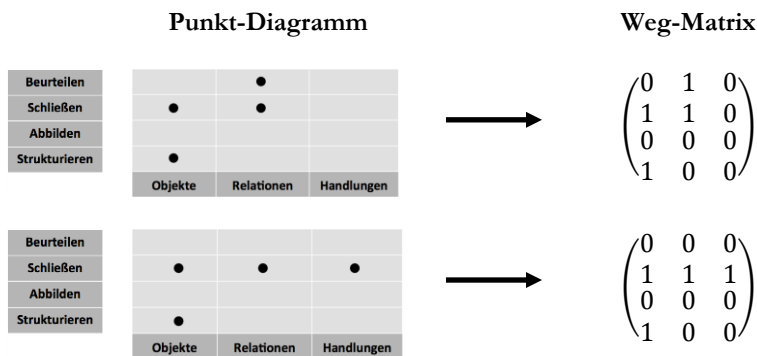 Punkt-Diagramm Weg-Matrix
Beurteilen
Schließen
Abbilden
Strukturieren
Objekte Relationen Handlungen
0 1 0
1 1 0
0 0 0
1 0 0
Beurteilen
Schließen
Abbilden
Strukturieren
Objekte Relationen Handlungen
0 0 0
1 1 1
0 0 0
1 0 0